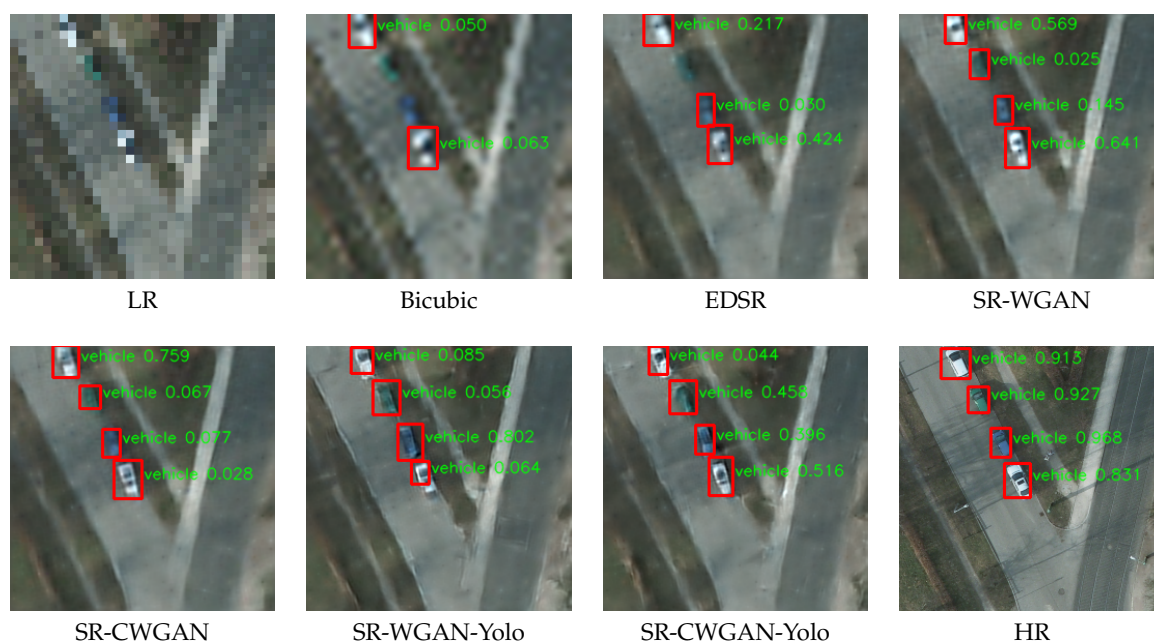 vehicle 0.050
vehicle 0.063
vehicle 0.217
vehicle 0.030
vehicle 0.424
vehicle 0.569
vehicle 0.025
vehicle 0.145
vehicle 0.641
LR
Bicubic
EDSR
SR-WGAN
vehicle 0.759
vehicle 0.067
vehicle 0.077
vehicle 0.028
vehicle 0.085
vehicle 0.056
vehicle 0.802
vehicle 0.064
vehicle 0.044
vehicle 0.458
vehicle 0.396
vehicle 0.516
vehicle 0.913
vehicle 0.927
vehicle 0.968
vehicle 0.831
SR-CWGAN
SR-WGAN-Yolo
SR-CWGAN-Yolo
HR